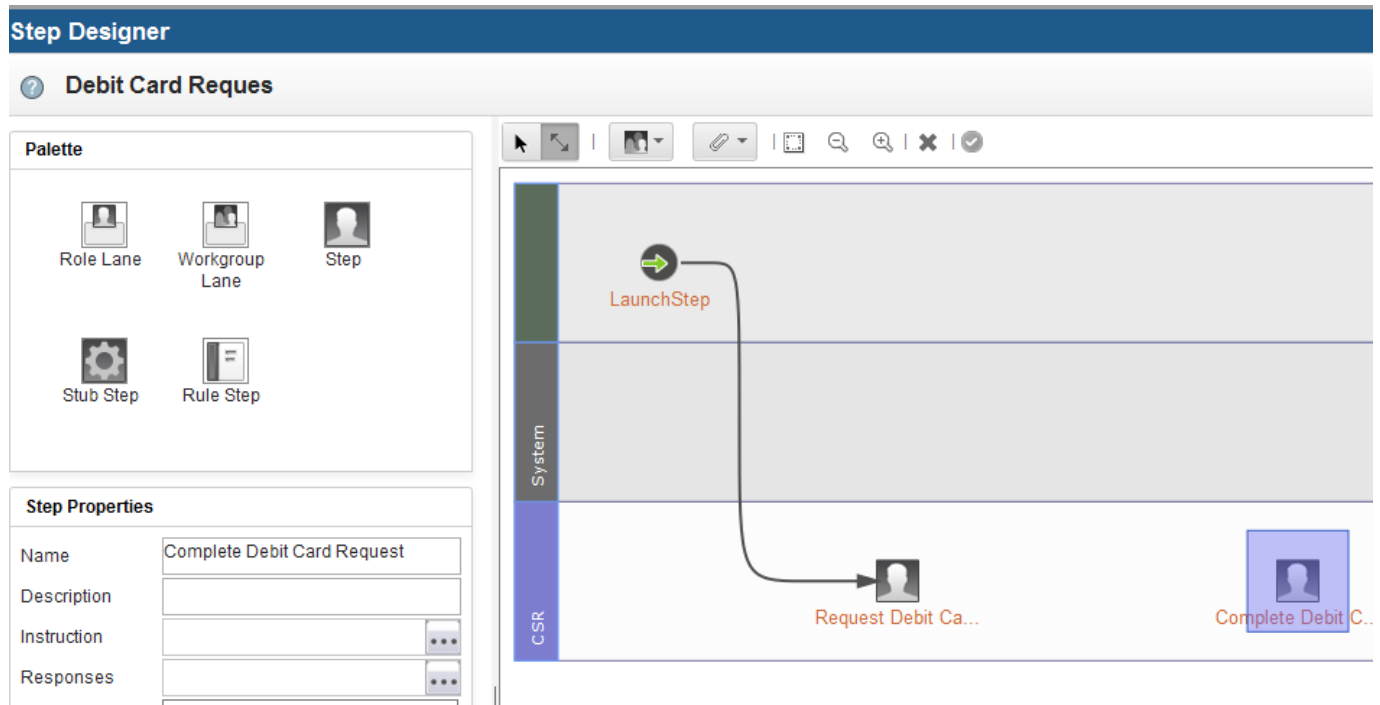 Step Designer
Debit Card Reques
Palette
Role Lane
Workgroup
Lane
Step
Stub Step
Rule Step
Step Properties
Name
Complete Debit Card Request
Description
Instruction
Responses
LaunchStep
System
CSR
Request Debit Ca...
Complete Debit C...